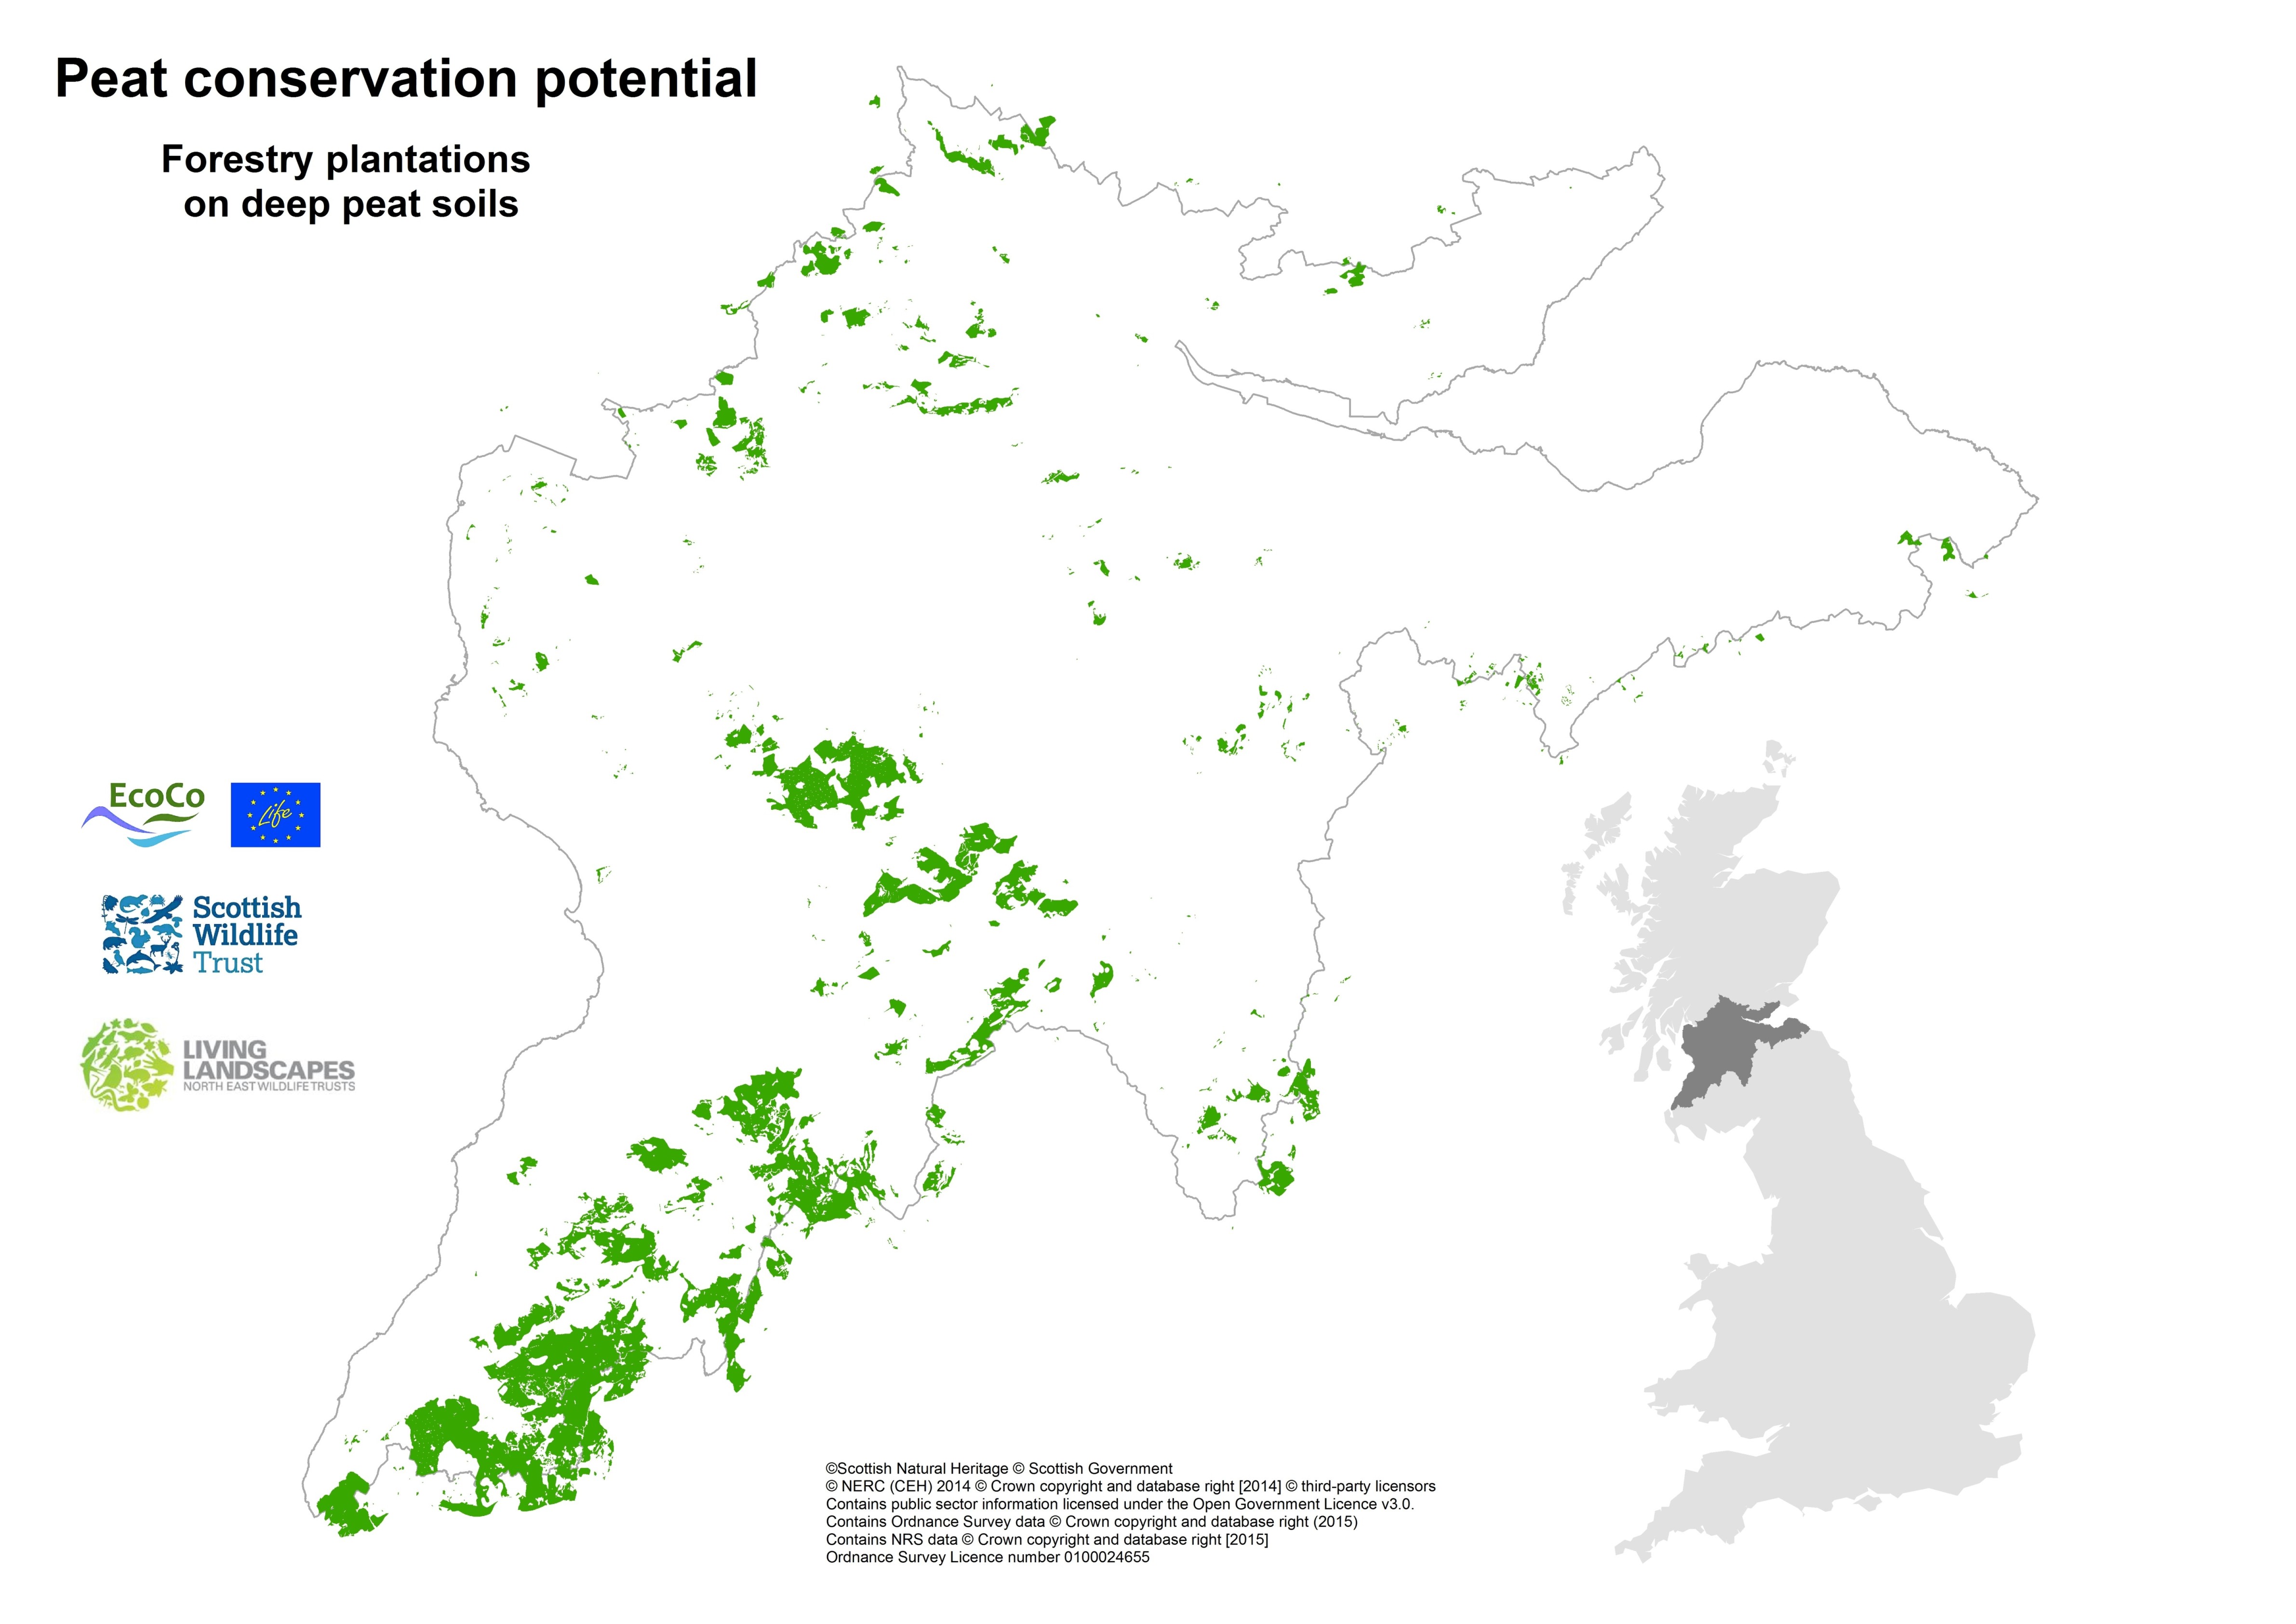 Peat conservation potential
Forestry plantations
on deep peat soils
EcoCo
Life
Scottish
Wildlife
Trust
LIVING
LANDSCAPES
NORTH EAST WILDLIFE TRUSTS
©Scottish Natural Heritage © Scottish Government
© NERC (CEH) 2014 © Crown copyright and database right [2014] © third-party licensors
Contains public sector information licensed under the Open Government Licence v3.0.
Contains Ordnance Survey data © Crown copyright and database right (2015)
Contains NRS data © Crown copyright and database right [2015]
Ordnance Survey Licence number 0100024655